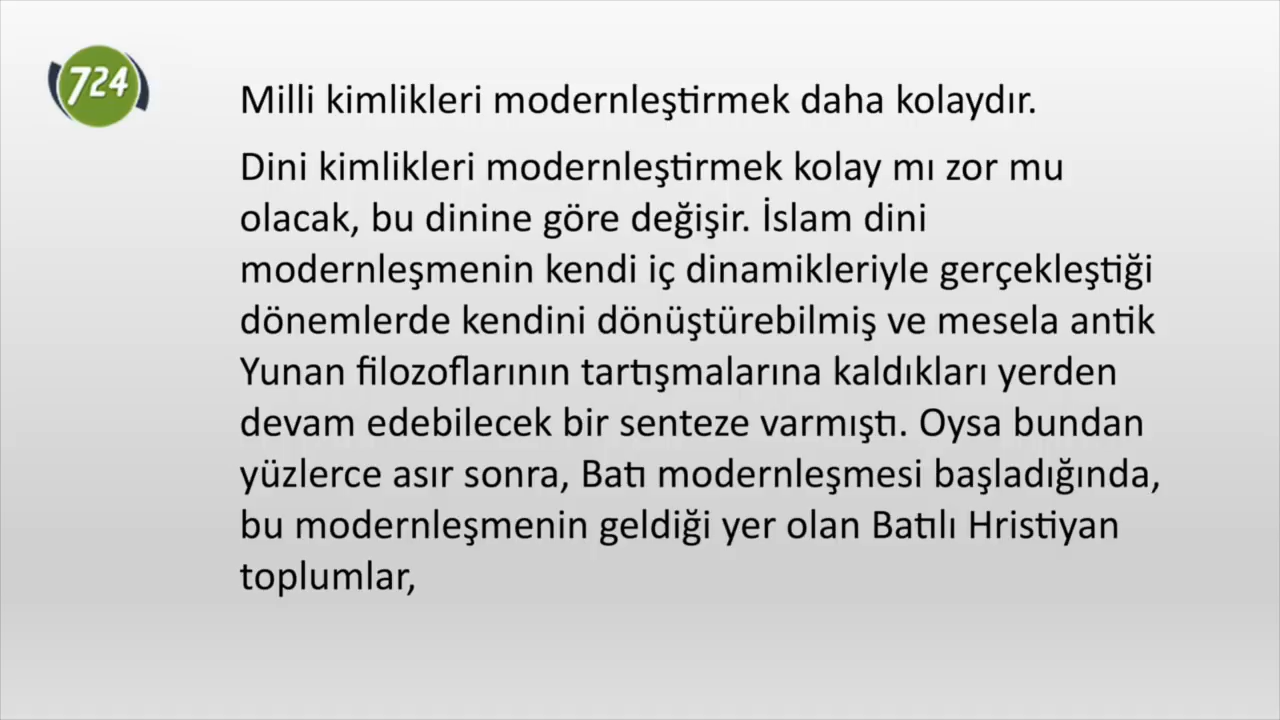 724
Milli kimlikleri modernleştirmek daha kolaydır.
Dini kimlikleri modernleştirmek kolay mı zor mu
olacak, bu dinine göre değişir. İslam dini
modernleşmenin kendi iç dinamikleriyle gerçekleştiği
dönemlerde kendini dönüştürebilmiş ve mesela antik
Yunan filozoflarının tartışmalarına kaldıkları yerden
devam edebilecek bir senteze varmıştı. Oysa bundan
yüzlerce asır sonra, Batı modernleşmesi başladığında,
bu modernleşmenin geldiği yer olan Batılı Hristiyan
toplumlar,